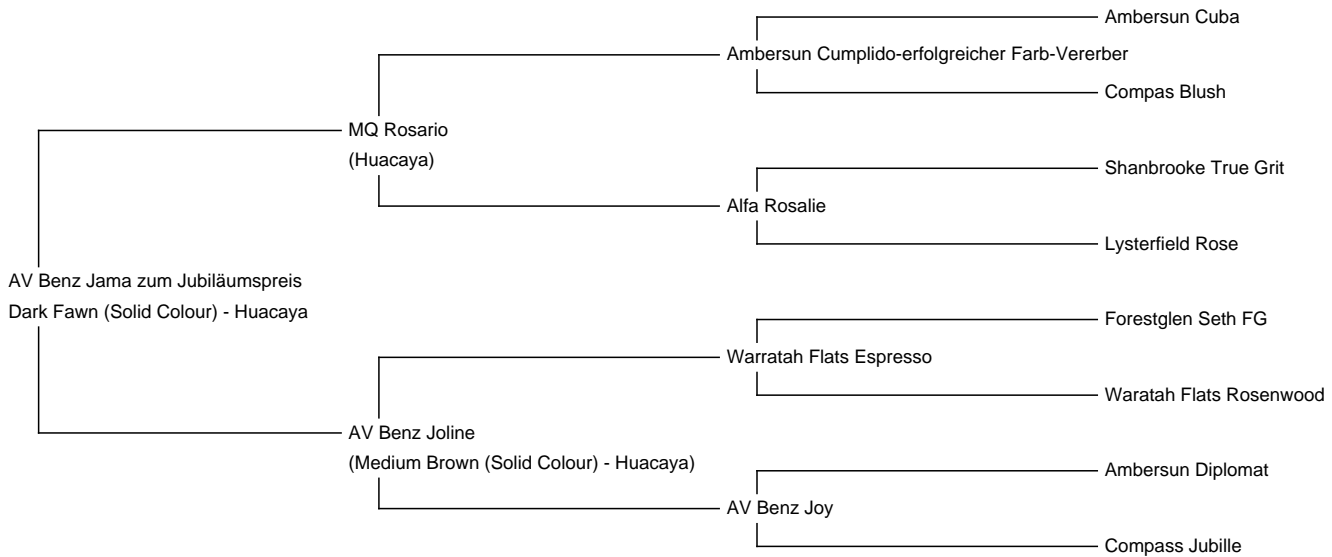 Ambersun Cuba
Ambersun Cumplido-erfolgreicher Farb-Vererber
Compas Blush
MQ Rosario
(Huacaya)
Shanbrooke True Grit
Alfa Rosalie
Lysterfield Rose
AV Benz Jama zum Jubiläumspreis
Dark Fawn (Solid Colour) - Huacaya
Forestglen Seth FG
Warratah Flats Espresso
Waratah Flats Rosenwood
AV Benz Joline
(Medium Brown (Solid Colour) - Huacaya)
Ambersun Diplomat
AV Benz Joy
Compass Jubille